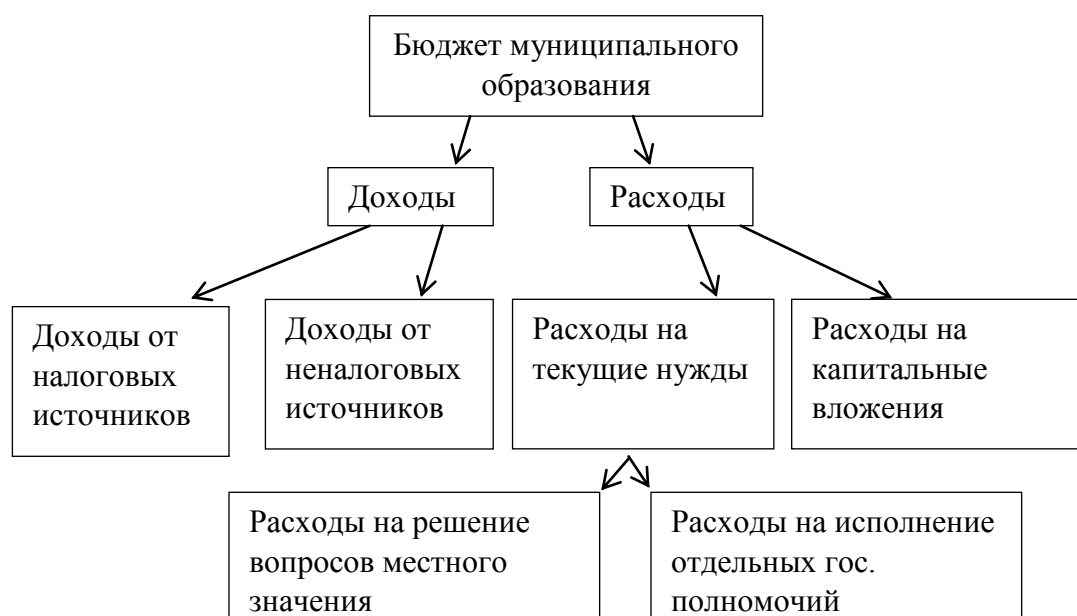 Бюджет муниципального
образования
Доходы
Расходы
Доходы от
налоговых
источников
Доходы от
неналоговых
источников
Расходы на
текущие нужды
Расходы на
капитальные
вложения
Расходы на решение
вопросов местного
значения
Расходы на исполнение
отдельных гос.
полномочий